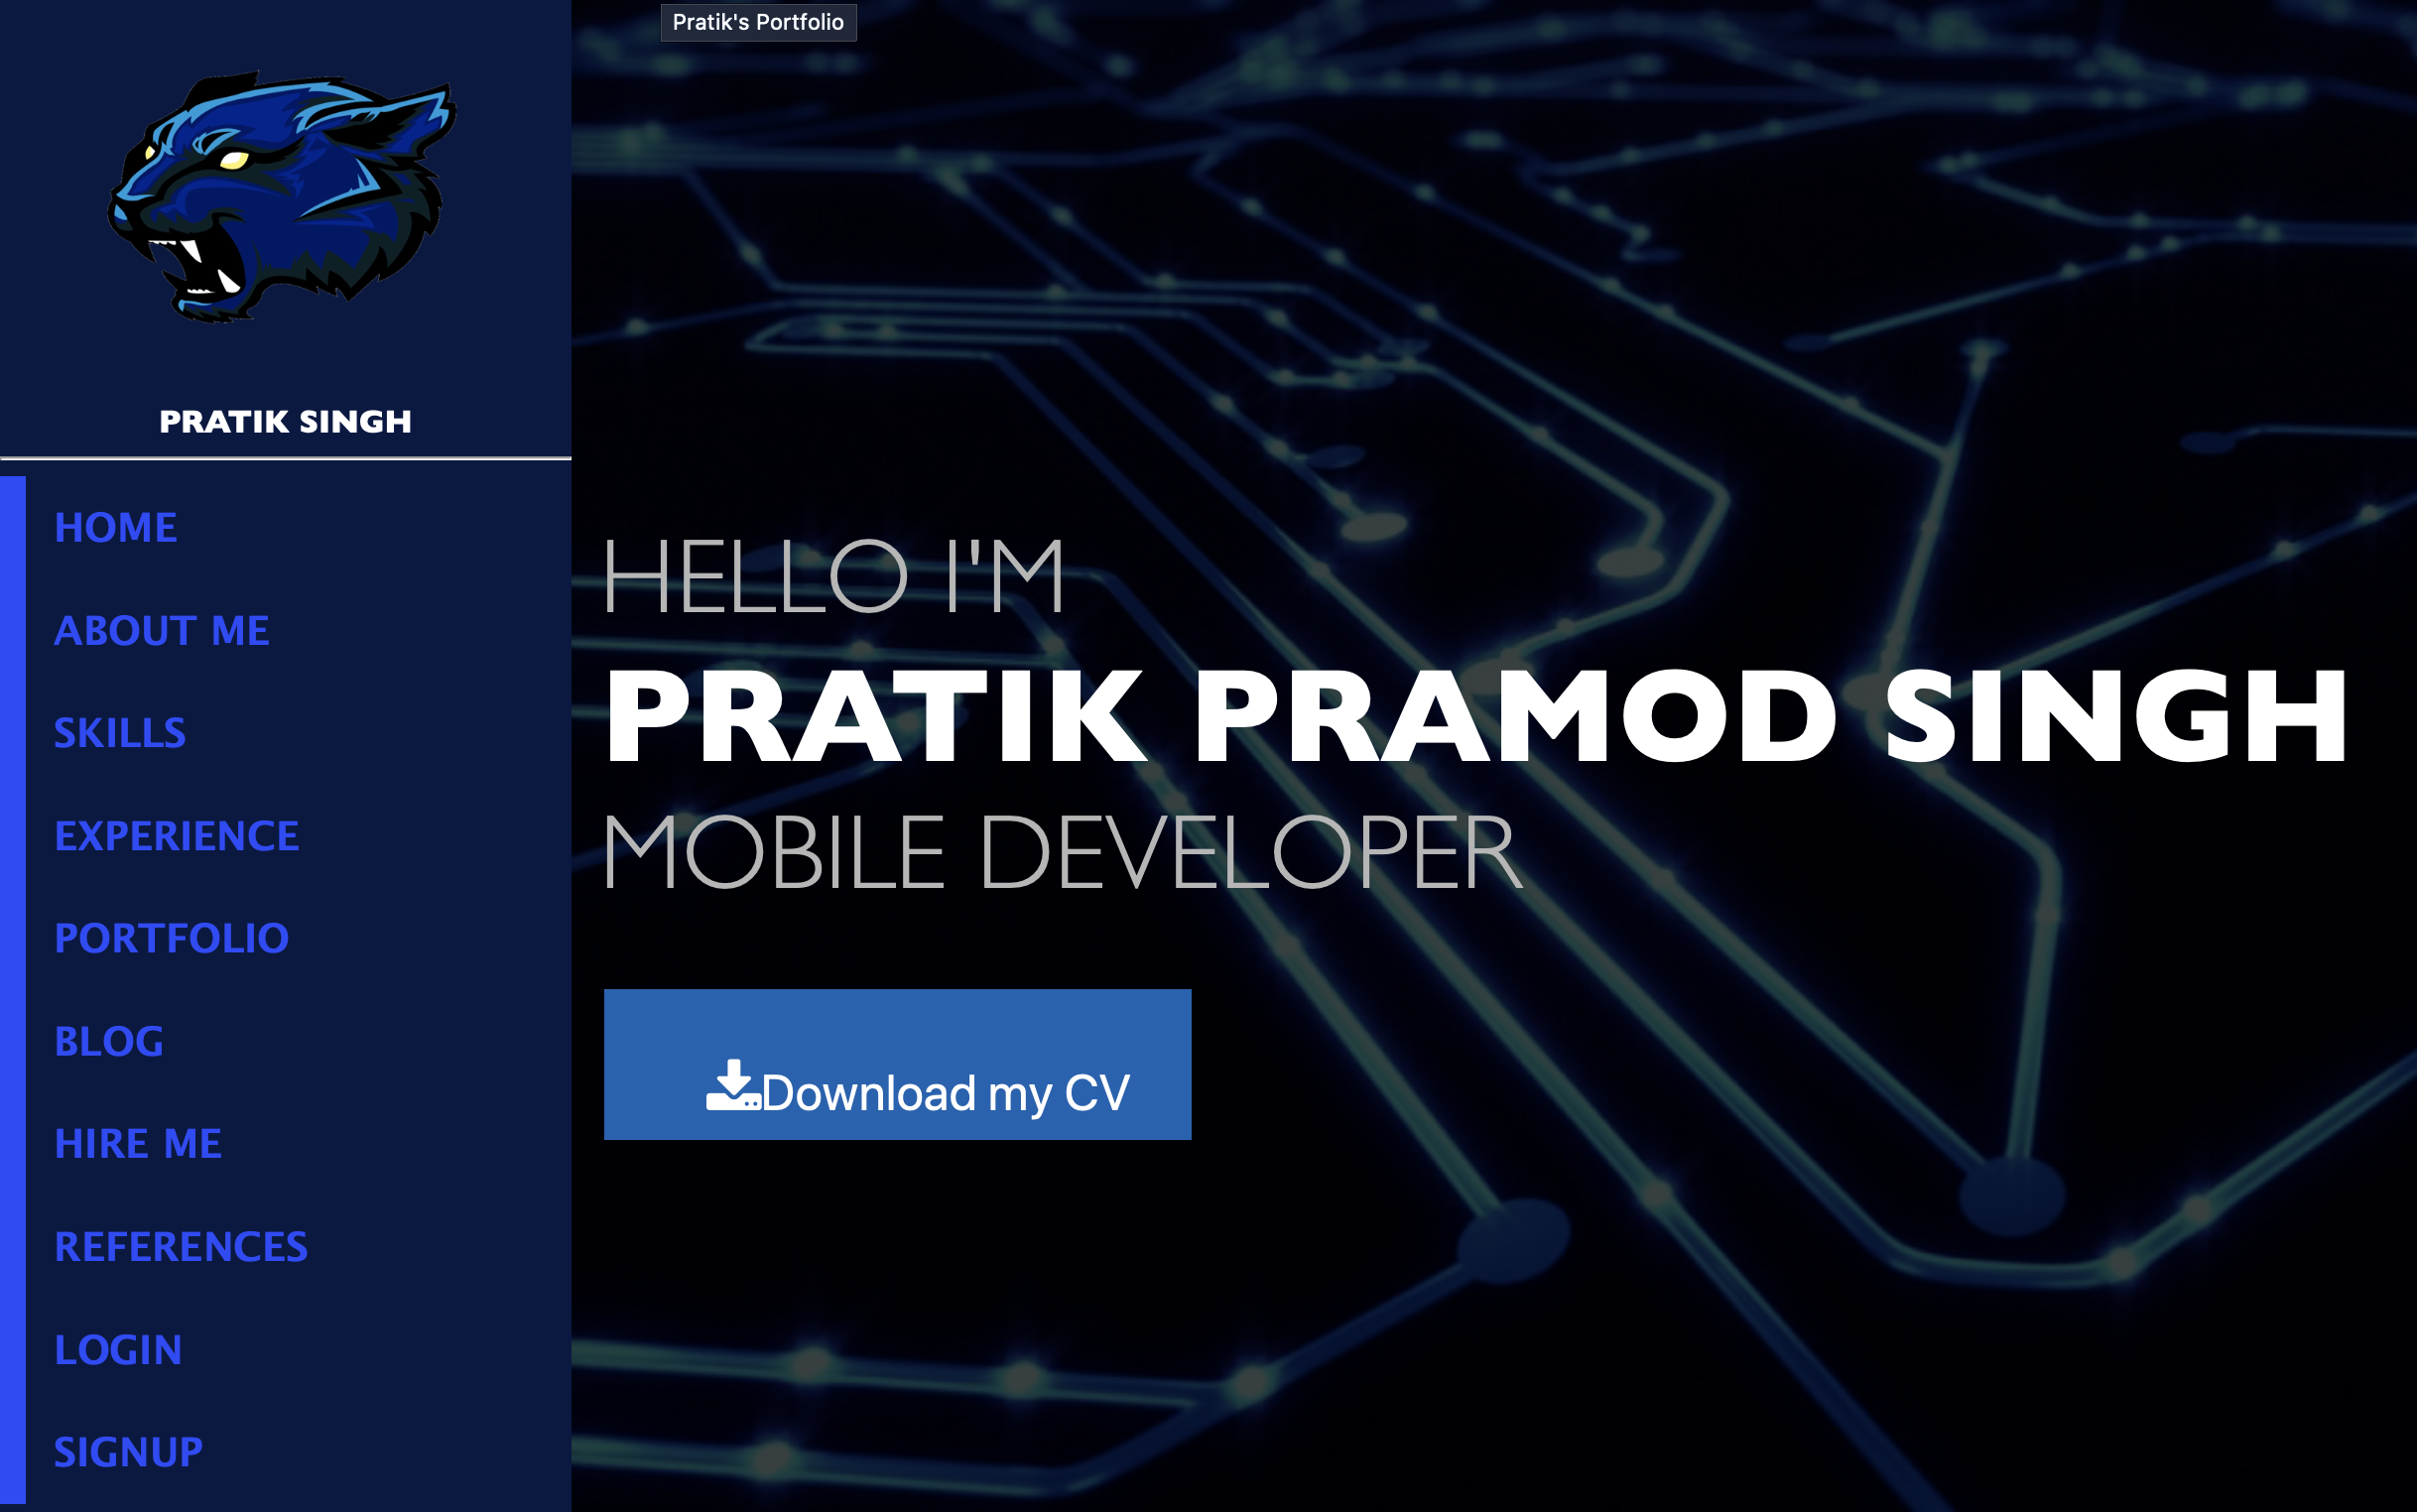 Pratik's Portfolio
PRATIK SINGH
HOME
ABOUT ME
SKILLS
EXPERIENCE
PORTFOLIO
BLOG
HIRE ME
REFERENCES
LOGIN
SIGNUP
HELLO I'M
PRATIK PRAMOD SINGH
MOBILE DEVELOPER
Download my CV